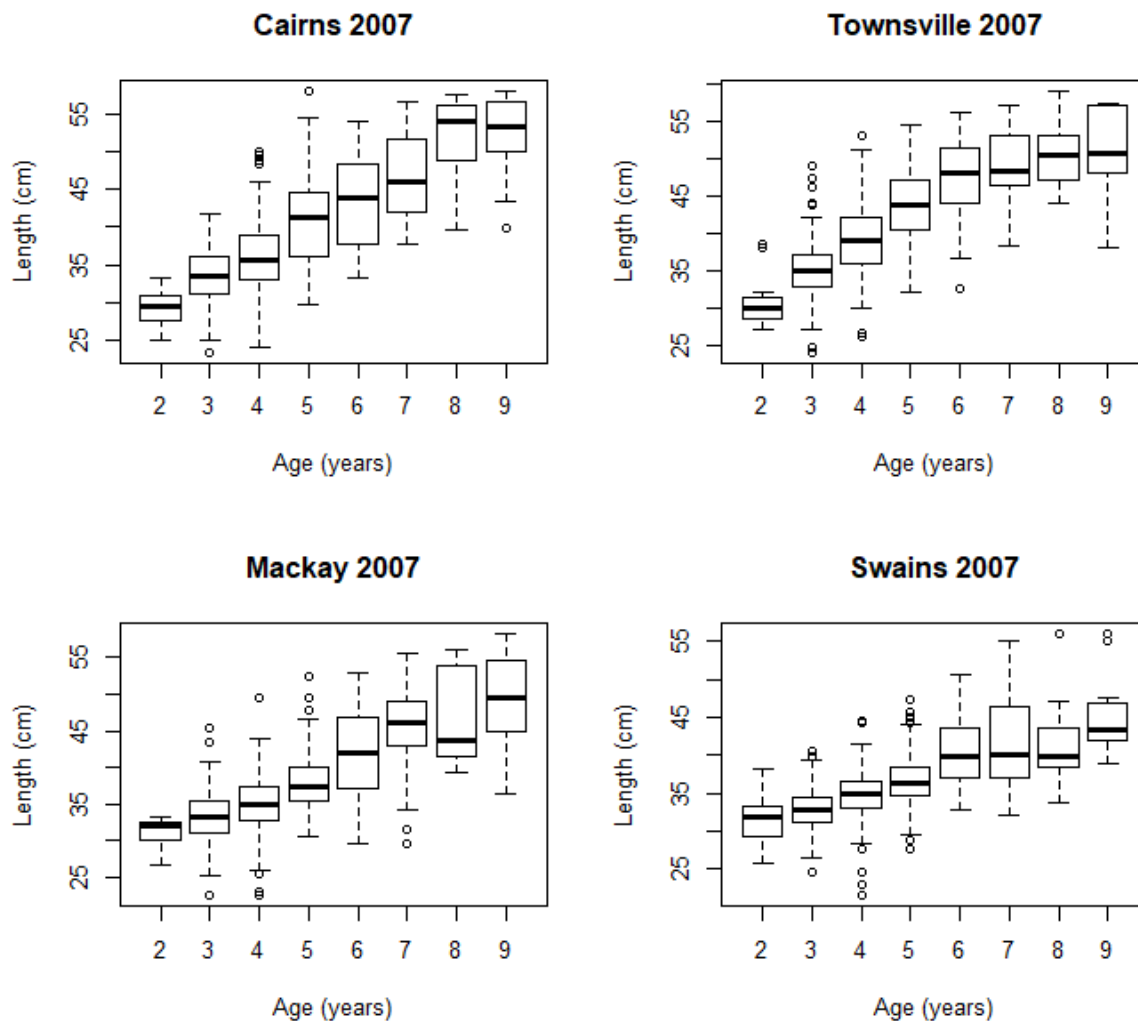 Cairns 2007
Length (cm)
55
45
35
25
2 3 4 5 6 7 8 9
Age (years)
Townsville 2007
Length (cm)
55
45
35
25
2 3 4 5 6 7 8 9
Age (years)
Mackay 2007
Length (cm)
55
45
35
25
2 3 4 5 6 7 8 9
Age (years)
Swains 2007
Length (cm)
55
45
35
25
2 3 4 5 6 7 8 9
Age (years)